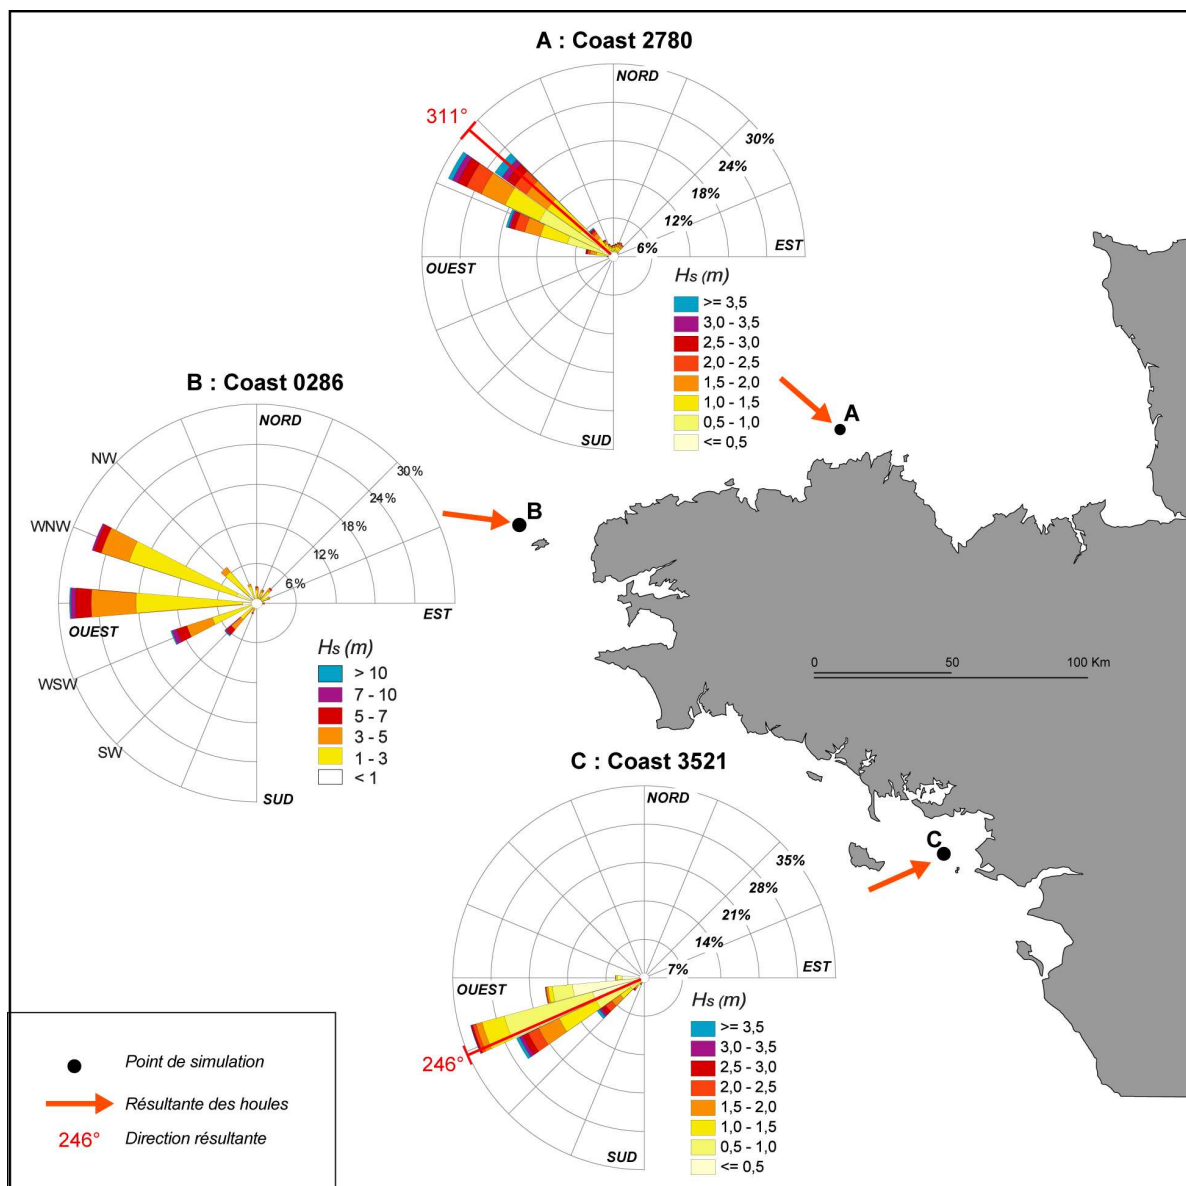 A : Coast 2780
NORD
311°
30%
24%
18%
12%
6%
EST
OUEST
SUD
Hs (m)
>= 3,5
3,0 - 3,5
2,5 - 3,0
2,0 - 2,5
1,5 - 2,0
1,0 - 1,5
0,5 - 1,0
<= 0,5
A
B : Coast 0286
NORD
NW
WNW
OUEST
WSW
SW
SUD
30%
24%
18%
12%
6%
EST
Hs (m)
> 10
7 - 10
5 - 7
3 - 5
1 - 3
< 1
B
0 50 100 Km
C : Coast 3521
NORD
35%
28%
21%
14%
7%
EST
OUEST
246°
SUD
Hs (m)
>= 3,5
3,0 - 3,5
2,5 - 3,0
2,0 - 2,5
1,5 - 2,0
1,0 - 1,5
0,5 - 1,0
<= 0,5
C
Point de simulation
Résultante des houles
246° Direction résultante